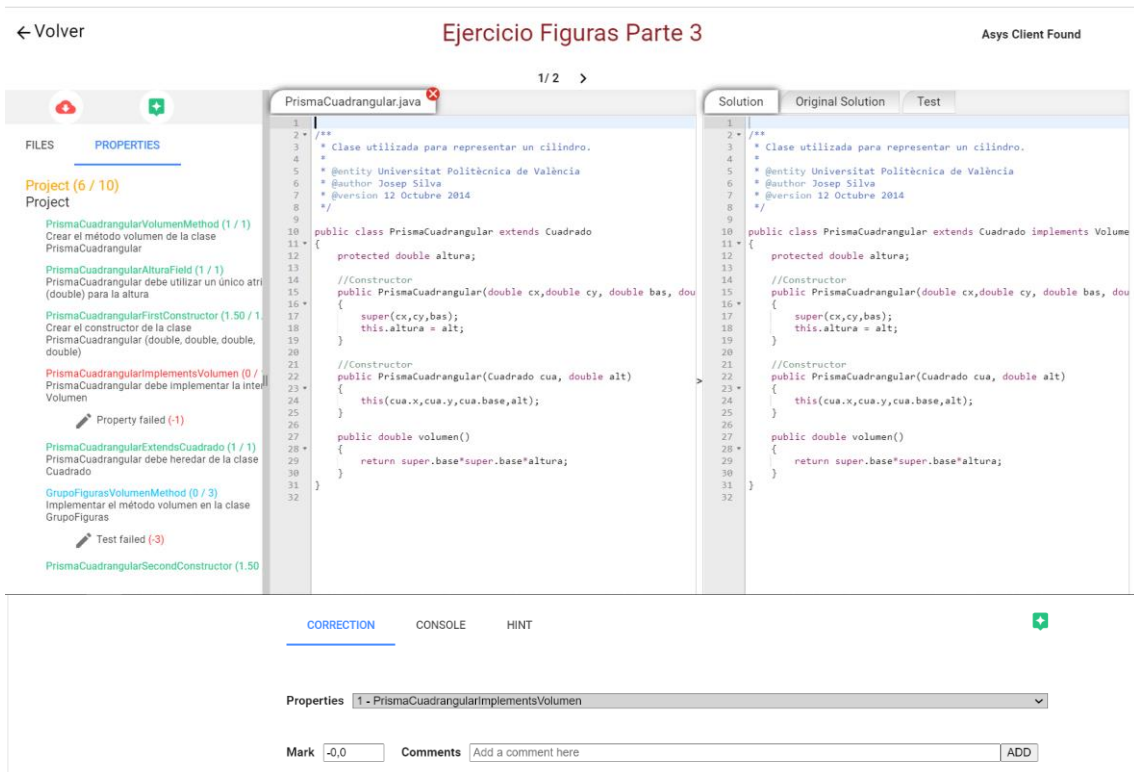 ←Volver
Ejercicio Figuras Parte 3
Asys Client Found
1/ 2 >
FILES
PROPERTIES
Project (6 / 10)
Project
PrismaCuadrangularVolumenMethod (1 / 1)
Crear el método volumen de la clase
PrismaCuadrangular
PrismaCuadrangularAlturaField (1 / 1)
PrismaCuadrangular debe utilizar un único atri
(double) para la altura
PrismaCuadrangularFirstConstructor (1.50 / 1.
Crear el constructor de la clase
PrismaCuadrangular (double, double, double,
double)
PrismaCuadrangularImplementsVolumen (0 /
PrismaCuadrangular debe implementar la inter
Volumen
Property failed (-1)
PrismaCuadrangularExtendsCuadrado (1 / 1)
PrismaCuadrangular debe heredar de la clase
Cuadrado
GrupoFigurasVolumenMethod (0 / 3)
Implementar el método volumen en la clase
GrupoFiguras
Test failed (-3)
PrismaCuadrangularSecondConstructor (1.50
PrismaCuadrangular.java
1
2 /**
3 * Clase utilizada para representar un cilindro.
4 *
5 * @entity Universitat Politècnica de València
6 * @author Josep Silva
7 * @version 12 Octubre 2014
8 */
9
10 public class PrismaCuadrangular extends Cuadrado
11 {
12 protected double altura;
13
14 //Constructor
15 public PrismaCuadrangular(double cx,double cy, double bas, dou
16 {
17 super(cx,cy,bas);
18 this.altura = alt;
19 }
20
21 //Constructor
22 public PrismaCuadrangular(Cuadrado cua, double alt)
23 {
24 this(cua.x,cua.y,cua.base,alt);
25 }
26
27 public double volumen()
28 {
29 return super.base*super.base*altura;
30 }
31 }
32
>
Solution
Original Solution
Test
1
2 /**
3 * Clase utilizada para representar un cilindro.
4 *
5 * @entity Universitat Politècnica de València
6 * @author Josep Silva
7 * @version 12 Octubre 2014
8 */
9
10 public class PrismaCuadrangular extends Cuadrado implements Volume
11 {
12 protected double altura;
13
14 //Constructor
15 public PrismaCuadrangular(double cx,double cy, double bas, dou
16 {
17 super(cx,cy,bas);
18 this.altura = alt;
19 }
20
21 //Constructor
22 public PrismaCuadrangular(Cuadrado cua, double alt)
23 {
24 this(cua.x,cua.y,cua.base,alt);
25 }
26
27 public double volumen()
28 {
29 return super.base*super.base*altura;
30 }
31 }
32
CORRECTION
CONSOLE
HINT
Properties 1 - PrismaCuadrangularImplementsVolumen
Mark -0,0 Comments Add a comment here ADD